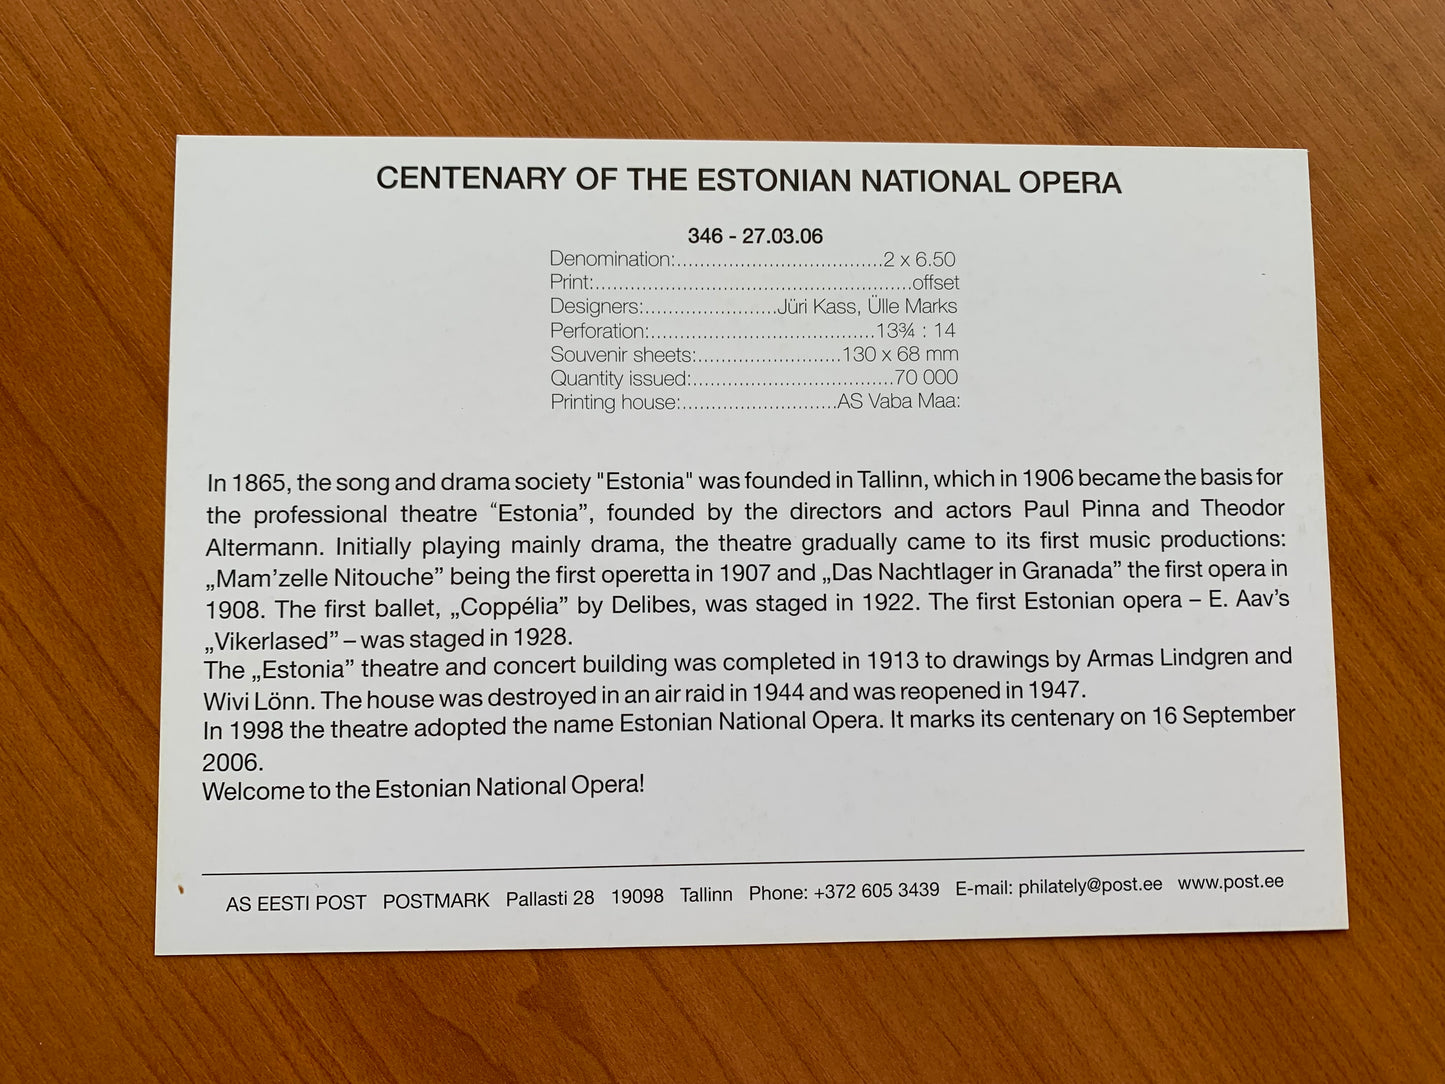 CENTENARY OF THE ESTONIAN NATIONAL OPERA
346 - 27.03.06
Denomination:...................................2 x 6.50
Print:......................................................offset
Designers:.......................Jüri Kass, Ülle Marks
Perforation:.......................................13¾ : 14
Souvenir sheets:.........................130 x 68 mm
Quantity issued:...................................70 000
Printing house:...........................AS Vaba Maa:
In 1865, the song and drama society "Estonia" was founded in Tallinn, which in 1906 became the basis for
the professional theatre “Estonia”, founded by the directors and actors Paul Pinna and Theodor
Altermann. Initially playing mainly drama, the theatre gradually came to its first music productions:
„Mam’zelle Nitouche” being the first operetta in 1907 and „Das Nachtlager in Granada” the first opera in
1908. The first ballet, „Coppélia” by Delibes, was staged in 1922. The first Estonian opera – E. Aav’s
„Vikerlased” – was staged in 1928.
The „Estonia” theatre and concert building was completed in 1913 to drawings by Armas Lindgren and
Wivi Lönn. The house was destroyed in an air raid in 1944 and was reopened in 1947.
In 1998 the theatre adopted the name Estonian National Opera. It marks its centenary on 16 September
2006.
Welcome to the Estonian National Opera!
AS EESTI POST POSTMARK Pallasti 28 19098 Tallinn Phone: +372 605 3439 E-mail: philately@post.ee www.post.ee